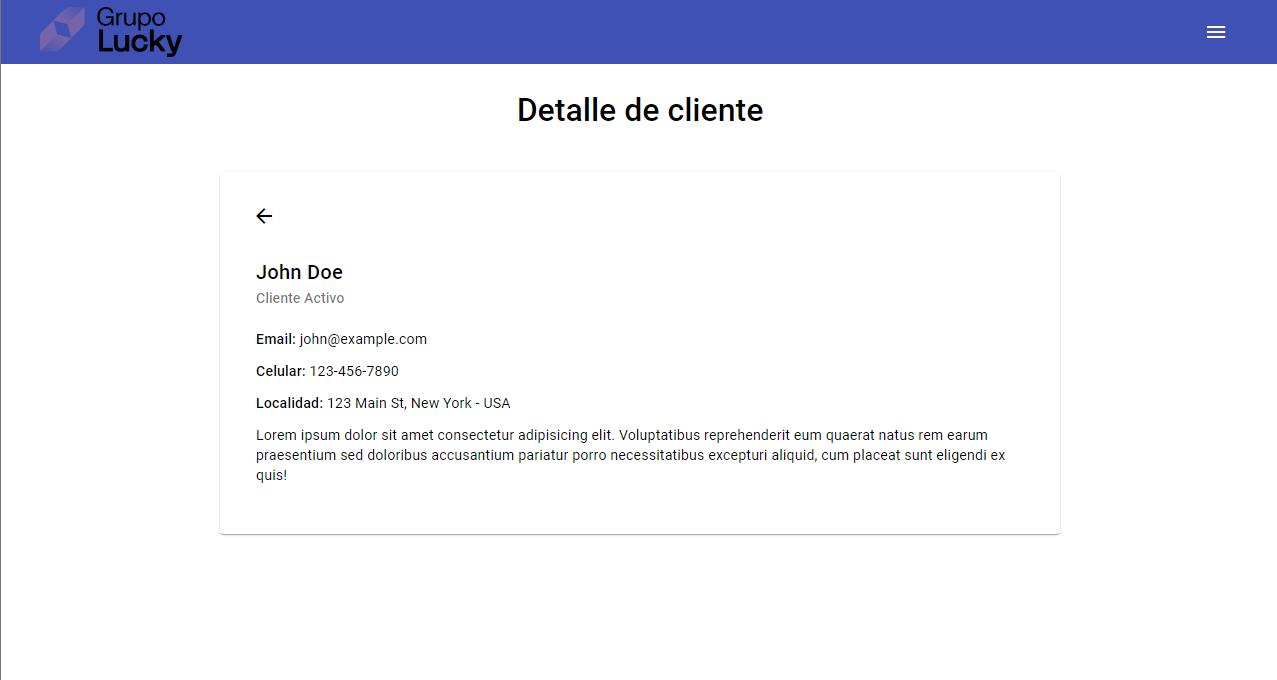 Grupo
Lucky
Detalle de cliente
John Doe
Cliente Activo
Email: john@example.com
Celular: 123-456-7890
Localidad: 123 Main St, New York - USA
Lorem ipsum dolor sit amet consectetur adipisicing elit. Voluptatibus reprehenderit eum quaerat natus rem earum
praesentium sed doloribus accusantium pariatur porro necessitatibus excepturi aliquid, cum placeat sunt eligendi ex
quis!